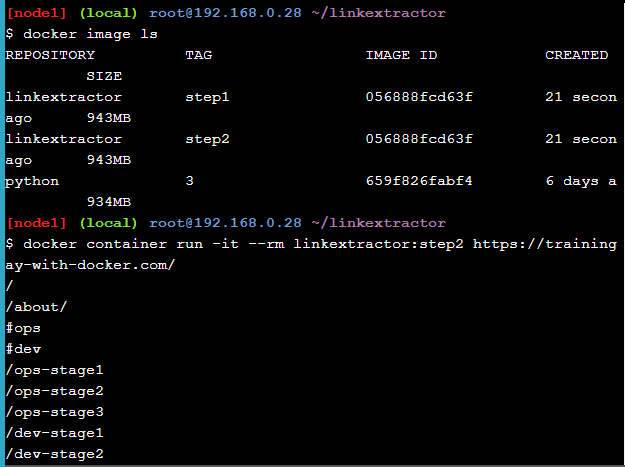 [node1] (local) root@192.168.0.28 ~/linkextractor
$ docker image ls
REPOSITORY TAG IMAGE ID CREATED
SIZE
linkextractor step1 056888fcd63f 21 secon
ago 943MB
linkextractor step2 056888fcd63f 21 secon
ago 943MB
python 3 659f826fabf4 6 days a
934MB
[node1] (local) root@192.168.0.28 ~/linkextractor
$ docker container run -it --rm linkextractor:step2 https://training
ay-with-docker.com/
/
/about/
#ops
#dev
/ops-stage1
/ops-stage2
/ops-stage3
/dev-stage1
/dev-stage2